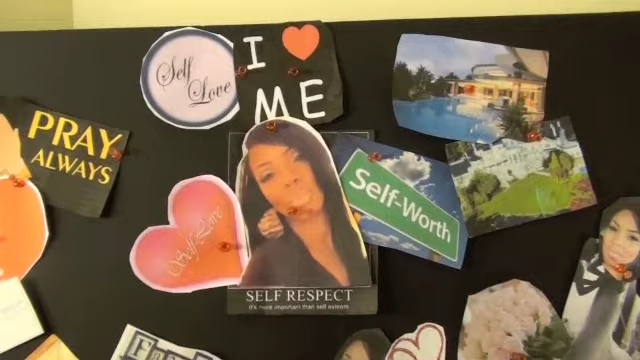 Self
Love
I
ME
PRAY
ALWAYS
Self-Worth
Self Love
SELF RESPECT
It's more important than self esteem.